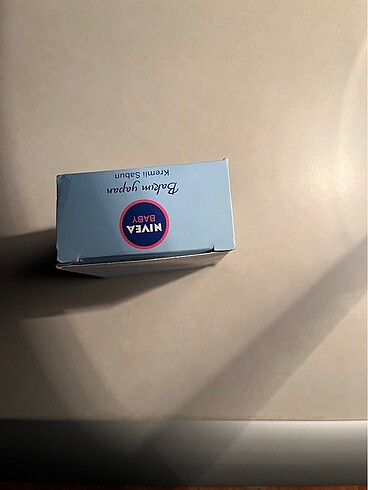 NIVEA
BABY
Bakım yapan
Kremli Sabun